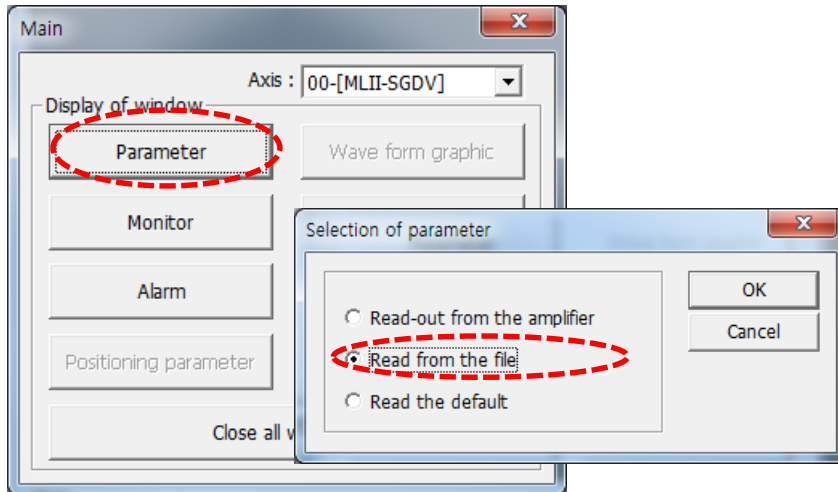 Main
Axis : 00-[MLII-SGDV]
Display of window
Parameter
Wave form graphic
Monitor
Alarm
Positioning parameter
Close all
Selection of parameter
Read-out from the amplifier
Read from the file
Read the default
OK
Cancel